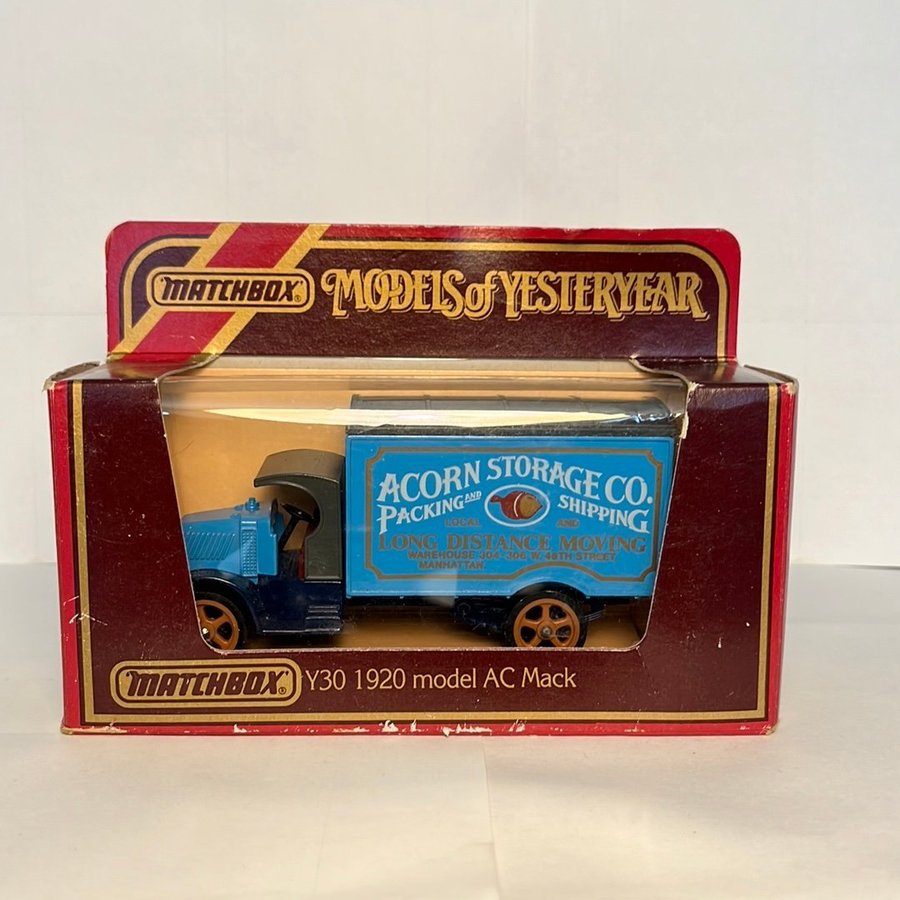 MATCHBOX® MODELS of YESTERYEAR
ACORN STORAGE CO.
PACKING AND SHIPPING
LOCAL AND
LONG DISTANCE MOVING
WAREHOUSE 304-306 W. 48TH STREET
MANHATTAN.
MATCHBOX® Y30 1920 model AC Mack